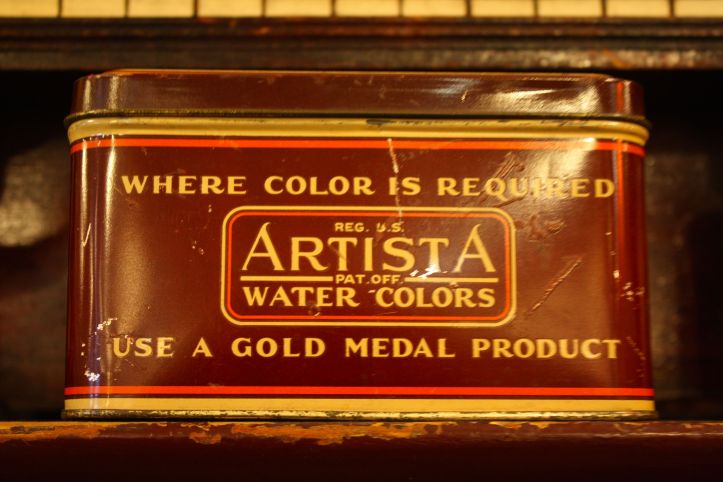 WHERE COLOR IS REQUIRED
REG. U.S.
ARTISTA
PAT. OFF.
WATER COLORS
USE A GOLD MEDAL PRODUCT